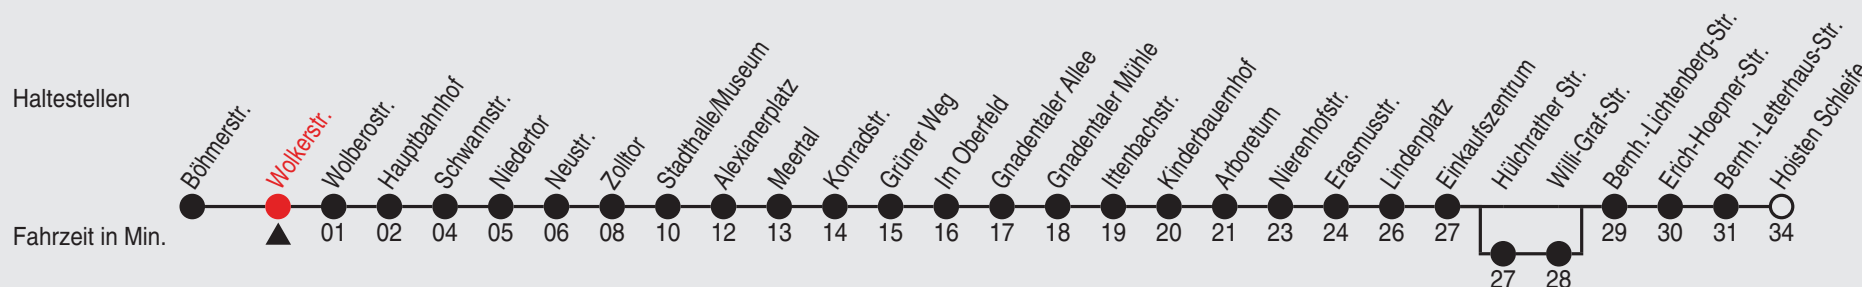 Haltestellen
Böhmerstr.
Wolkerstr.
Wolberostr.
Hauptbahnhof
Schwannstr.
Niedertor
Neustr.
Zolltor
Stadthalle/Museum
Alexianerplatz
Meertal
Konradstr.
Grüner Weg
Im Oberfeld
Gnadentaler Allee
Gnadentaler Mühle
Ittenbachstr.
Kinderbauernhof
Arboretum
Nierenhofstr.
Erasmusstr.
Lindenplatz
Einkaufszentrum
Hülchrather Str.
Willi-Graf-Str.
Bernh.-Lichtenberg-Str.
Erich-Hoepner-Str.
Bernh.-Letterhaus-Str.
Hoisten Schleife
Fahrzeit in Min. 01 02 04 05 06 08 10 12 13 14 15 16 17 18 19 20 21 23 24 26 27 29 30 31 34
27 28